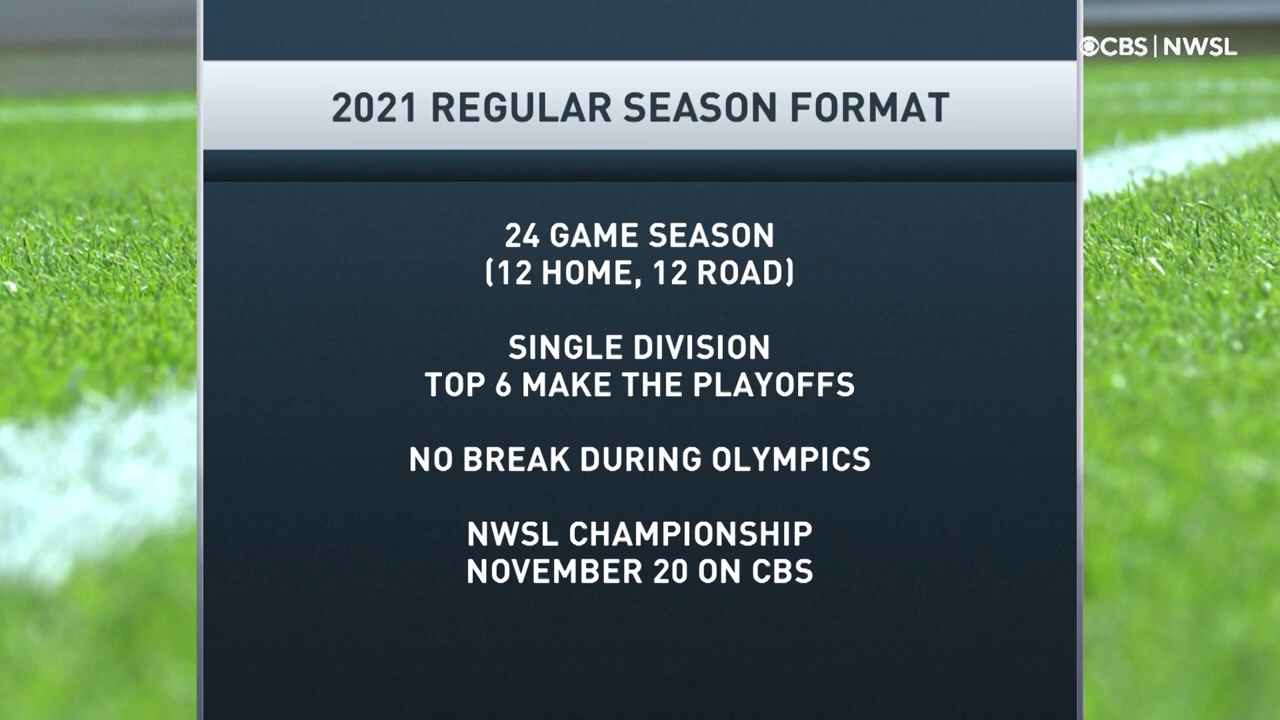 CBS | NWSL
2021 REGULAR SEASON FORMAT
24 GAME SEASON
(12 HOME, 12 ROAD)
SINGLE DIVISION
TOP 6 MAKE THE PLAYOFFS
NO BREAK DURING OLYMPICS
NWSL CHAMPIONSHIP
NOVEMBER 20 ON CBS